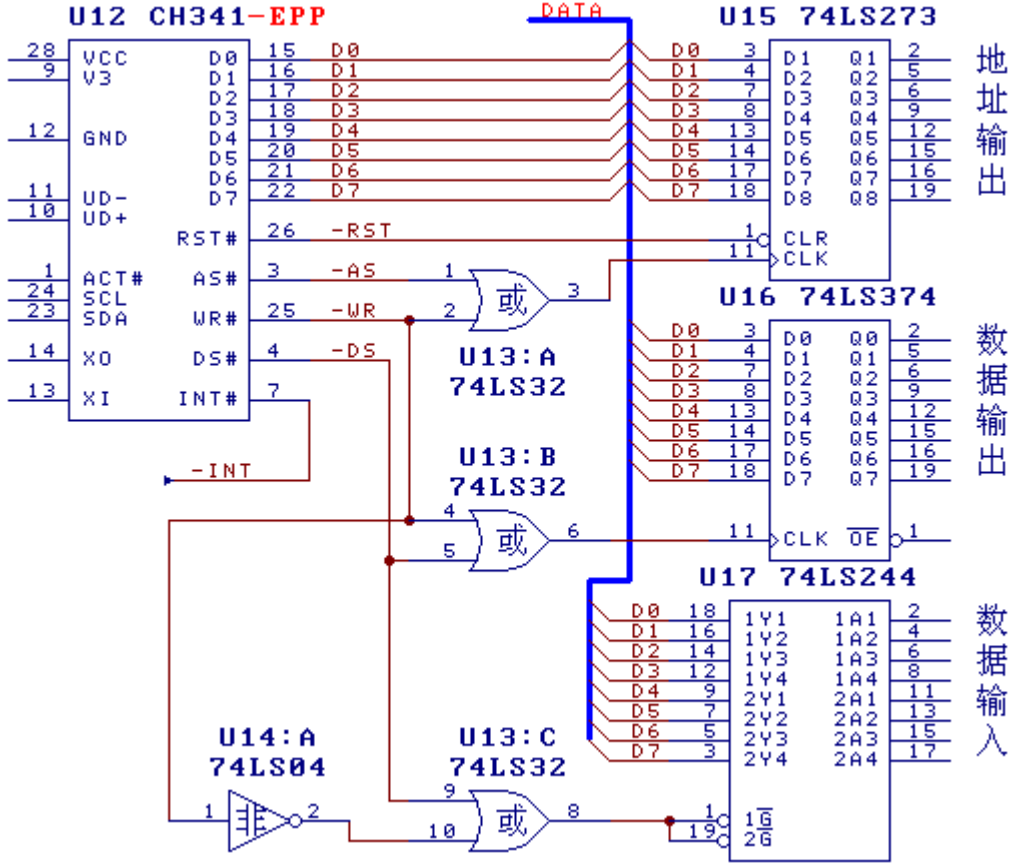 U12 CH341-EPP
28 VCC
9 V3
12 GND
11 UD-
10 UD+
1 ACT#
24 SCL
23 SDA
14 XO
13 XI
D0 15 D0
D1 16 D1
D2 17 D2
D3 18 D3
D4 19 D4
D5 20 D5
D6 21 D6
D7 22 D7
RST# 26 -RST
AS# 3 -AS
WR# 25 -WR
DS# 4 -DS
INT# 7
-INT
DATA
1
2
或
3
U13:A
74LS32
U13:B
74LS32
4
5
或
6
U14:A
74LS04
1
非
2
U13:C
74LS32
9
10
或
8
U15 74LS273
D0 3 D1 Q1 2
D1 4 D2 Q2 5
D2 7 D3 Q3 6
D3 8 D4 Q4 9
D4 13 D5 Q5 12
D5 14 D6 Q6 15
D6 17 D7 Q7 16
D7 18 D8 Q8 19
1 CLR
11 CLK
地址输出
U16 74LS374
D0 3 D0 Q0 2
D1 4 D1 Q1 5
D2 7 D2 Q2 6
D3 8 D3 Q3 9
D4 13 D4 Q4 12
D5 14 D5 Q5 15
D6 17 D6 Q6 16
D7 18 D7 Q7 19
11 CLK OE 1
数据输出
U17 74LS244
D0 18 1Y1 1A1 2
D1 16 1Y2 1A2 4
D2 14 1Y3 1A3 6
D3 12 1Y4 1A4 8
D4 9 2Y1 2A1 11
D5 7 2Y2 2A2 13
D6 5 2Y3 2A3 15
D7 3 2Y4 2A4 17
1 1G
19 2G
数据输入